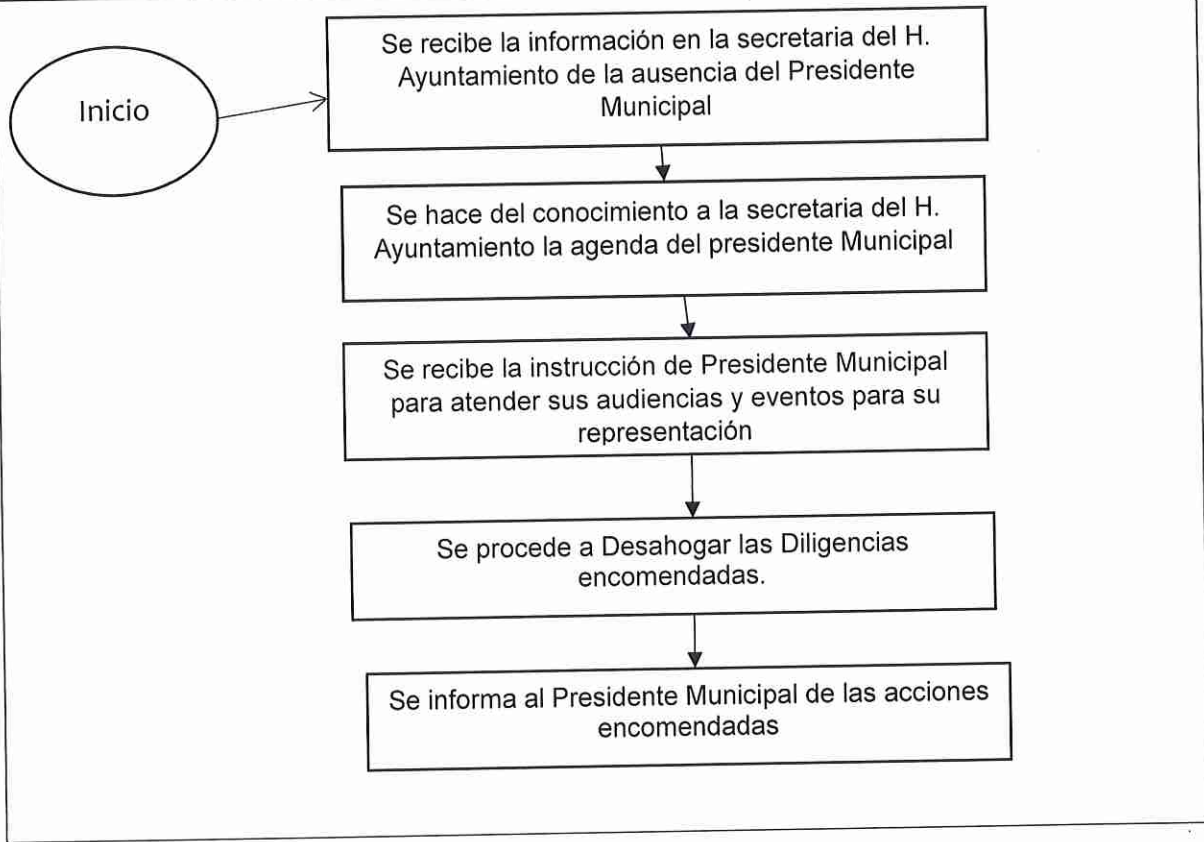 Inicio
Se recibe la información en la secretaria del H.
Ayuntamiento de la ausencia del Presidente
Municipal
Se hace del conocimiento a la secretaria del H.
Ayuntamiento la agenda del presidente Municipal
Se recibe la instrucción de Presidente Municipal
para atender sus audiencias y eventos para su
representación
Se procede a Desahogar las Diligencias
encomendadas.
Se informa al Presidente Municipal de las acciones
encomendadas